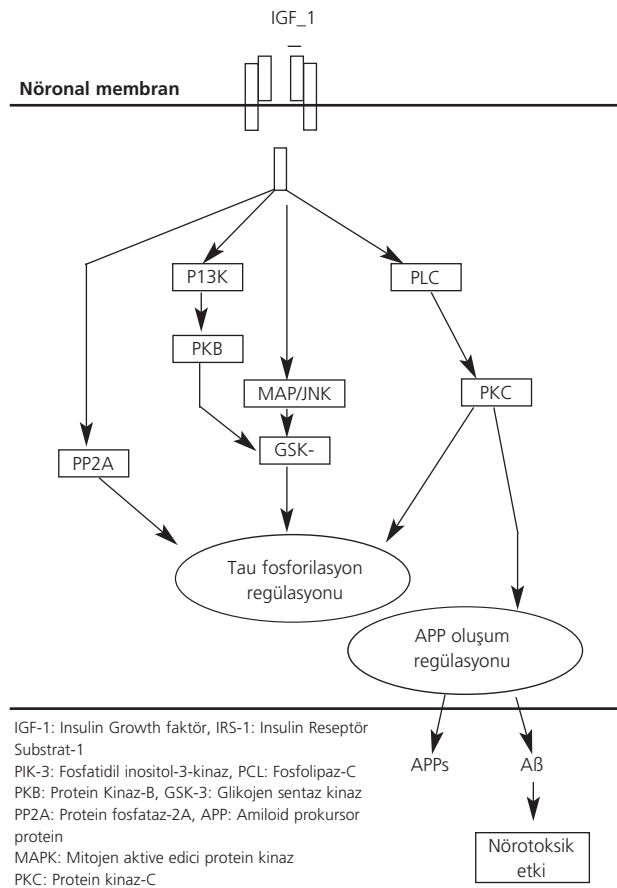 IGF_1
Nöronal membran
P13K
PLC
PKB
MAP/JNK
PKC
GSK-
PP2A
Tau fosforilasyon
regülasyonu
APP oluşum
regülasyonu
IGF-1: Insulin Growth faktör, IRS-1: Insulin Reseptör
Substrat-1
PIK-3: Fosfatidil inositol-3-kinaz, PCL: Fosfolipaz-C
PKB: Protein Kinaz-B, GSK-3: Glikojen sentaz kinaz
PP2A: Protein fosfataz-2A, APP: Amiloid prokursor
protein
MAPK: Mitojen aktive edici protein kinaz
PKC: Protein kinaz-C
APPs
Aß
Nörotoksik
etki